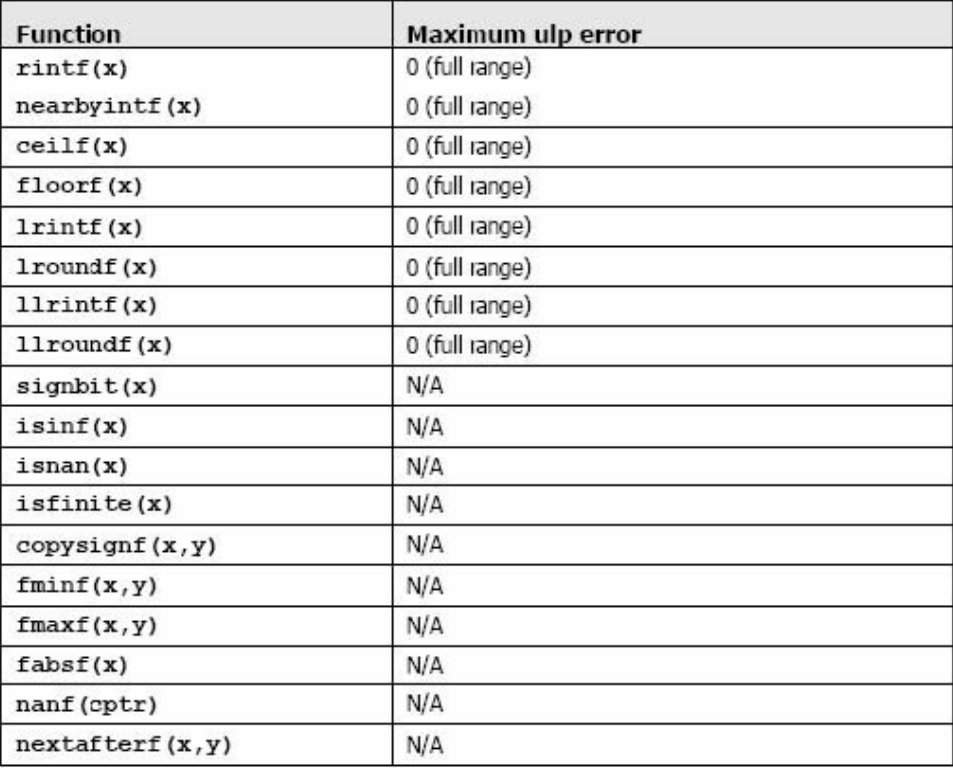 Function Maximum ulp error
rintf(x) 0 (full range)
nearbyintf(x) 0 (full range)
ceilf(x) 0 (full range)
floorf(x) 0 (full range)
lrintf(x) 0 (full range)
lroundf(x) 0 (full range)
llrintf(x) 0 (full range)
llroundf(x) 0 (full range)
signbit(x) N/A
isinf(x) N/A
isnan(x) N/A
isfinite(x) N/A
copysignf(x,y) N/A
fminf(x,y) N/A
fmaxf(x,y) N/A
fabsf(x) N/A
nanf(cptr) N/A
nextafterf(x,y) N/A